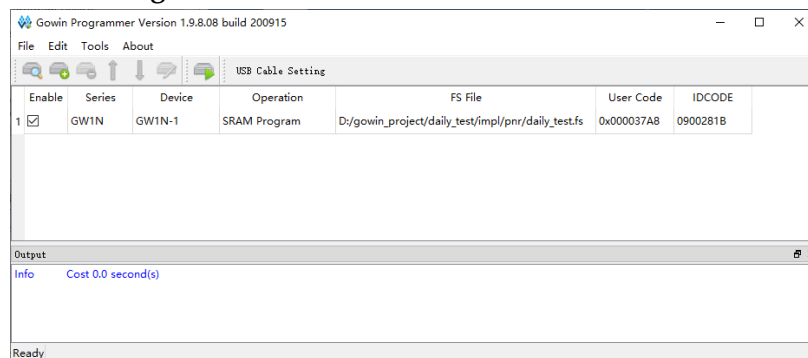 Gowin Programmer Version 1.9.8.08 build 200915
File Edit Tools About
USB Cable Setting
Enable Series Device Operation FS File User Code IDCODE
1 GW1N GW1N-1 SRAM Program D:/gowin_project/daily_test/impl/pnr/daily_test.fs 0x000037A8 0900281B
Output
Info Cost 0.0 second(s)
Ready